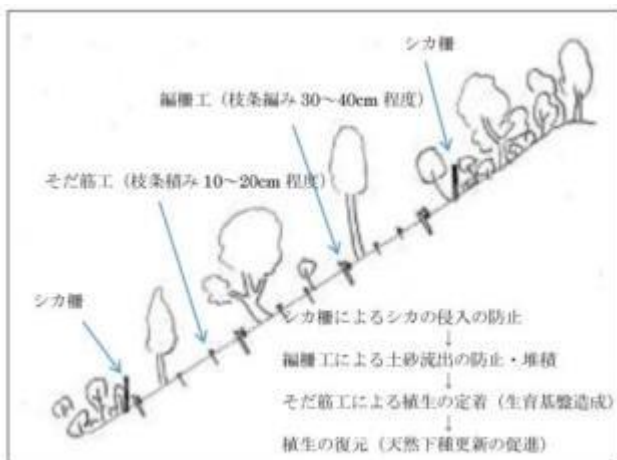 シカ柵
編柵工（枝条編み 30～40cm 程度）
そだ筋工（枝条積み 10～20cm 程度）
シカ柵
シカ柵によるシカの侵入の防止
↓
編柵工による土砂流出の防止・堆積
↓
そだ筋工による植生の定着（生育基盤造成）
↓
植生の復元（天然下種更新の促進）